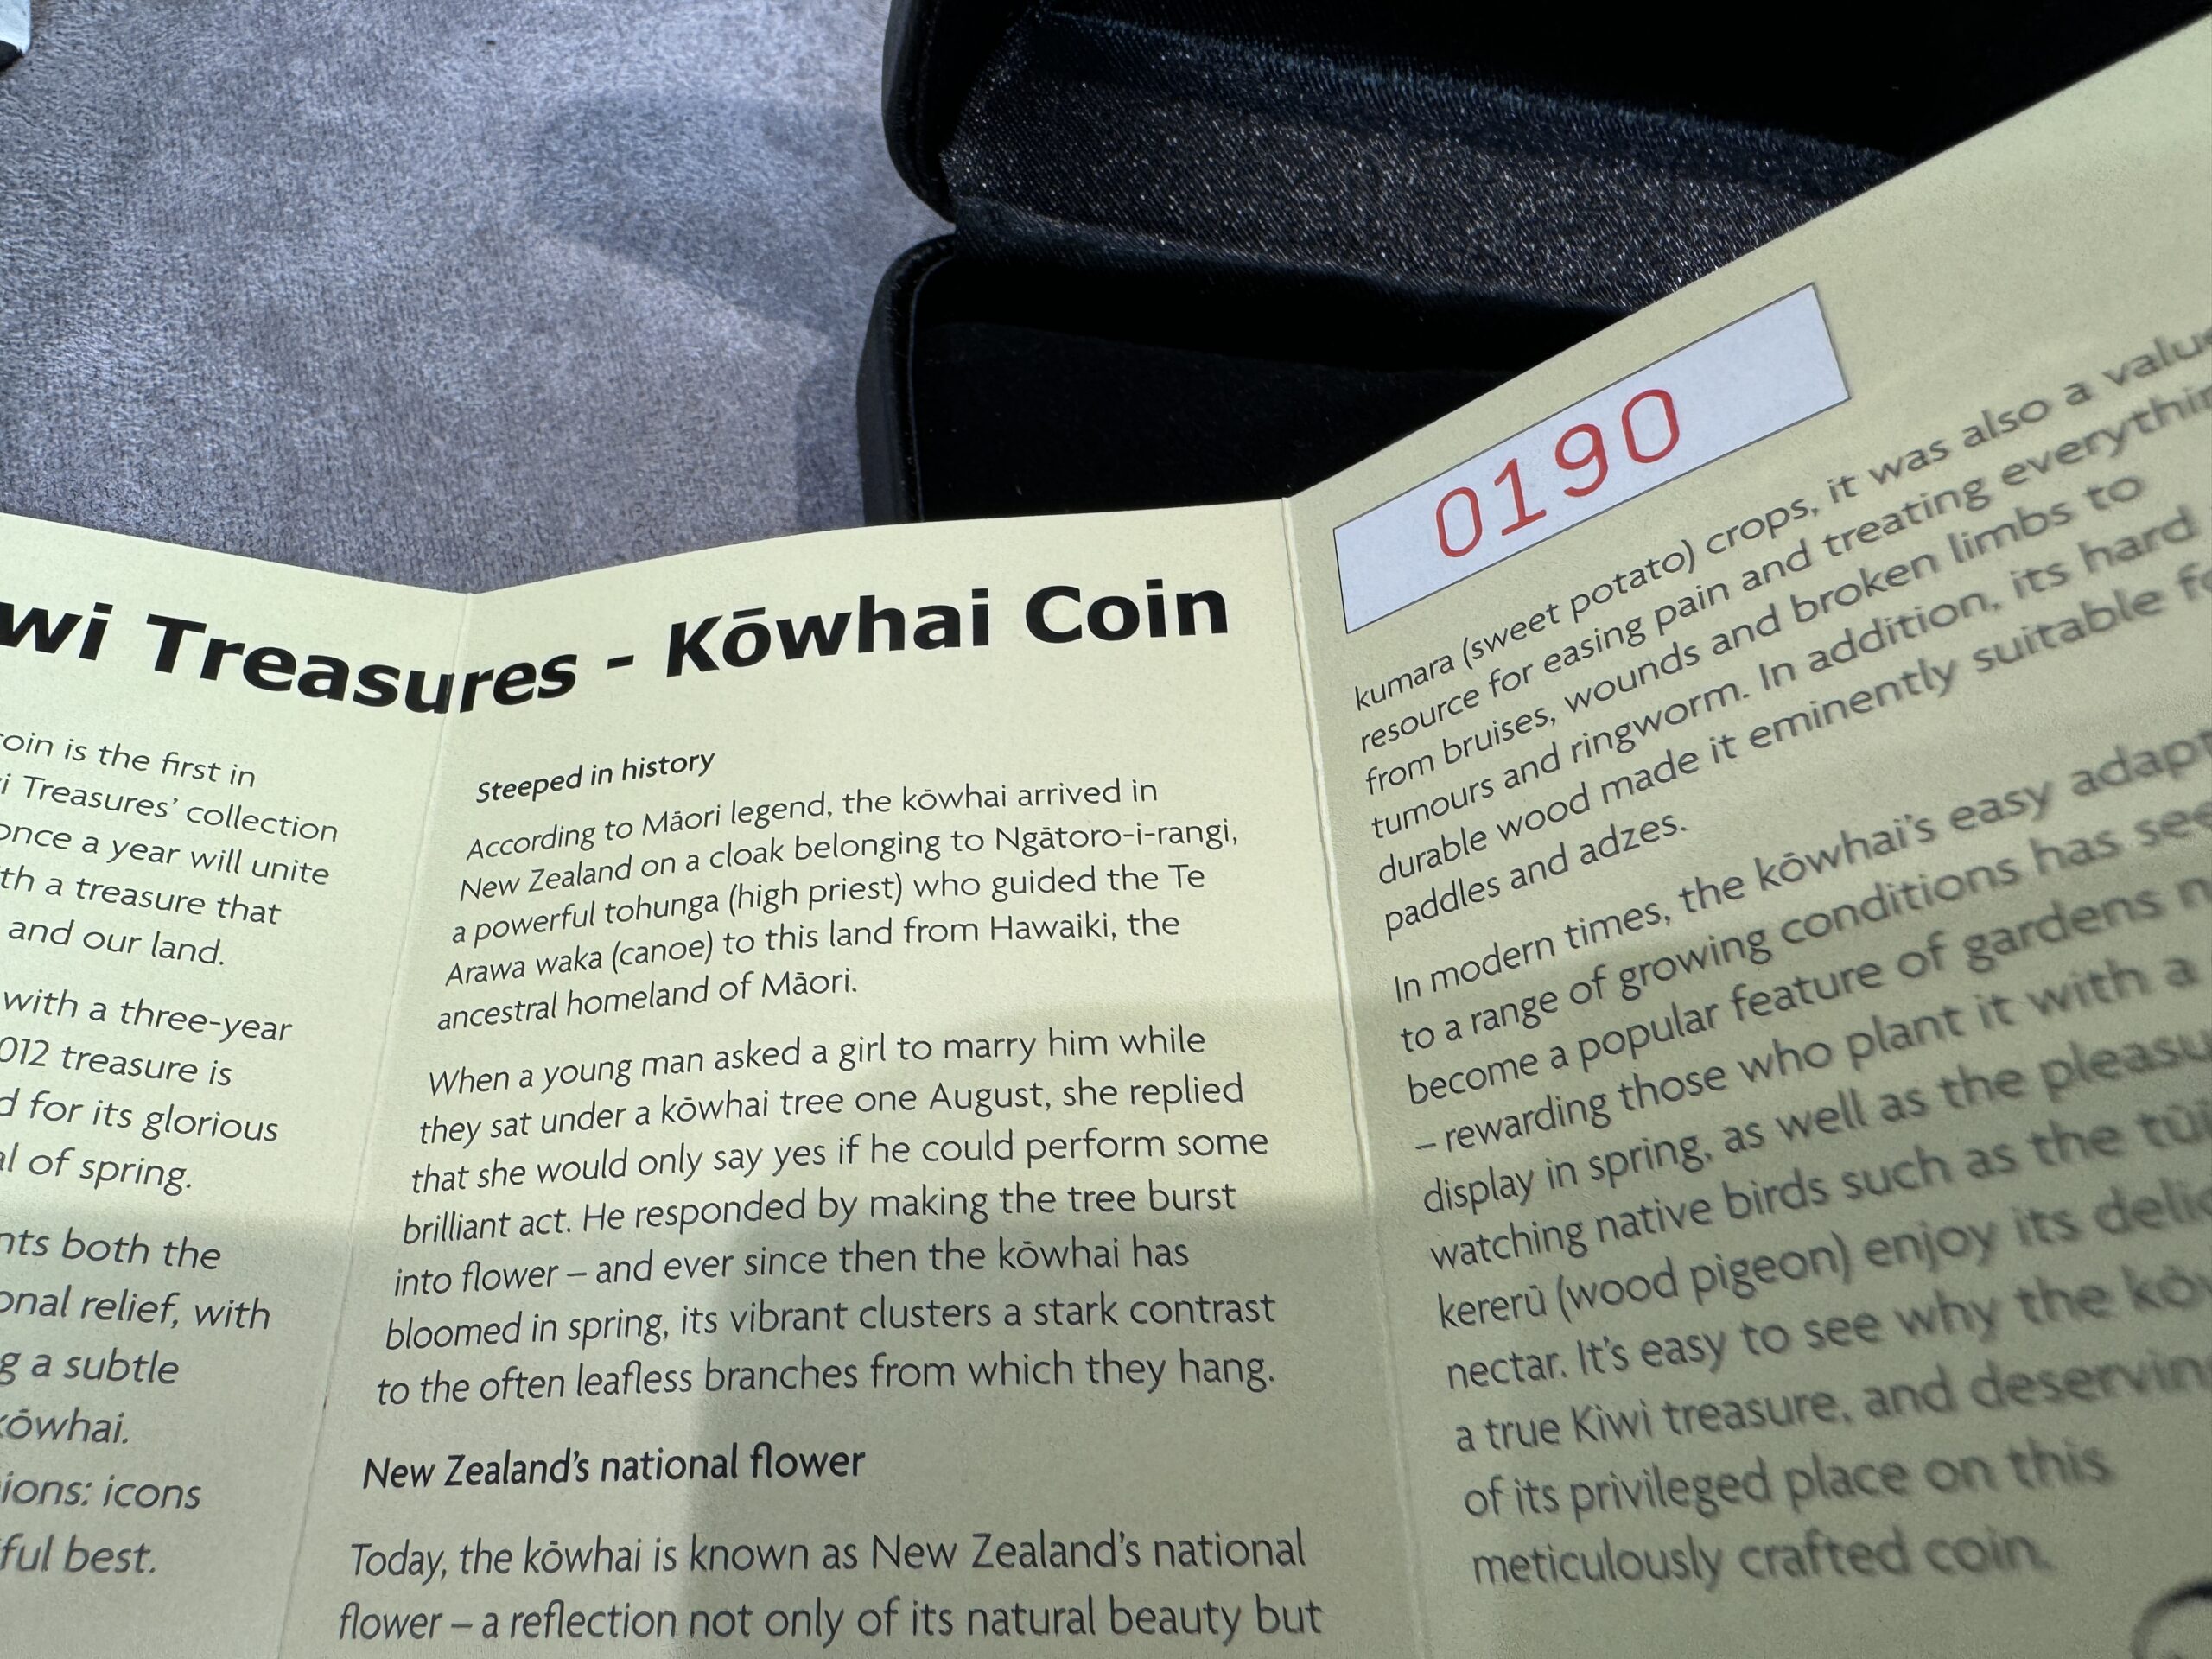 wi Treasures - Kōwhai Coin
coin is the first in
i Treasures' collection
once a year will unite
th a treasure that
and our land.
with a three-year
012 treasure is
d for its glorious
al of spring.
nts both the
onal relief, with
g a subtle
kōwhai.
ions: icons
ful best.
Steeped in history
According to Māori legend, the kōwhai arrived in
New Zealand on a cloak belonging to Ngātoro-i-rangi,
a powerful tohunga (high priest) who guided the Te
Arawa waka (canoe) to this land from Hawaiki, the
ancestral homeland of Māori.
When a young man asked a girl to marry him while
they sat under a kōwhai tree one August, she replied
that she would only say yes if he could perform some
brilliant act. He responded by making the tree burst
into flower – and ever since then the kōwhai has
bloomed in spring, its vibrant clusters a stark contrast
to the often leafless branches from which they hang.
New Zealand's national flower
Today, the kōwhai is known as New Zealand's national
flower – a reflection not only of its natural beauty but
0190
kumara (sweet potato) crops, it was also a valu
resource for easing pain and treating everythin
from bruises, wounds and broken limbs to
tumours and ringworm. In addition, its hard
durable wood made it eminently suitable f
paddles and adzes.
In modern times, the kōwhai's easy adapt
to a range of growing conditions has see
become a popular feature of gardens n
– rewarding those who plant it with a
display in spring, as well as the pleasu
watching native birds such as the tūī
kererū (wood pigeon) enjoy its delic
nectar. It's easy to see why the kōw
a true Kiwi treasure, and deserving
of its privileged place on this
meticulously crafted coin.